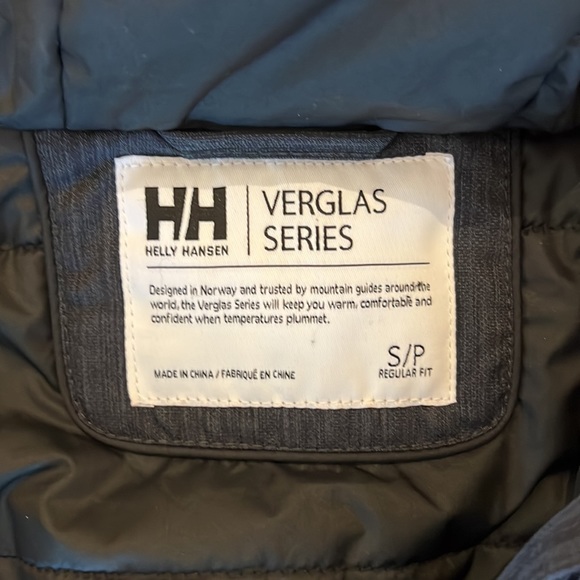 HH
HELLY HANSEN
VERGLAS
SERIES
Designed in Norway and trusted by mountain guides around the
world, the Verglas Series will keep you warm, comfortable and
confident when temperatures plummet.
MADE IN CHINA / FABRIQUÉ EN CHINE
S/P
REGULAR FIT